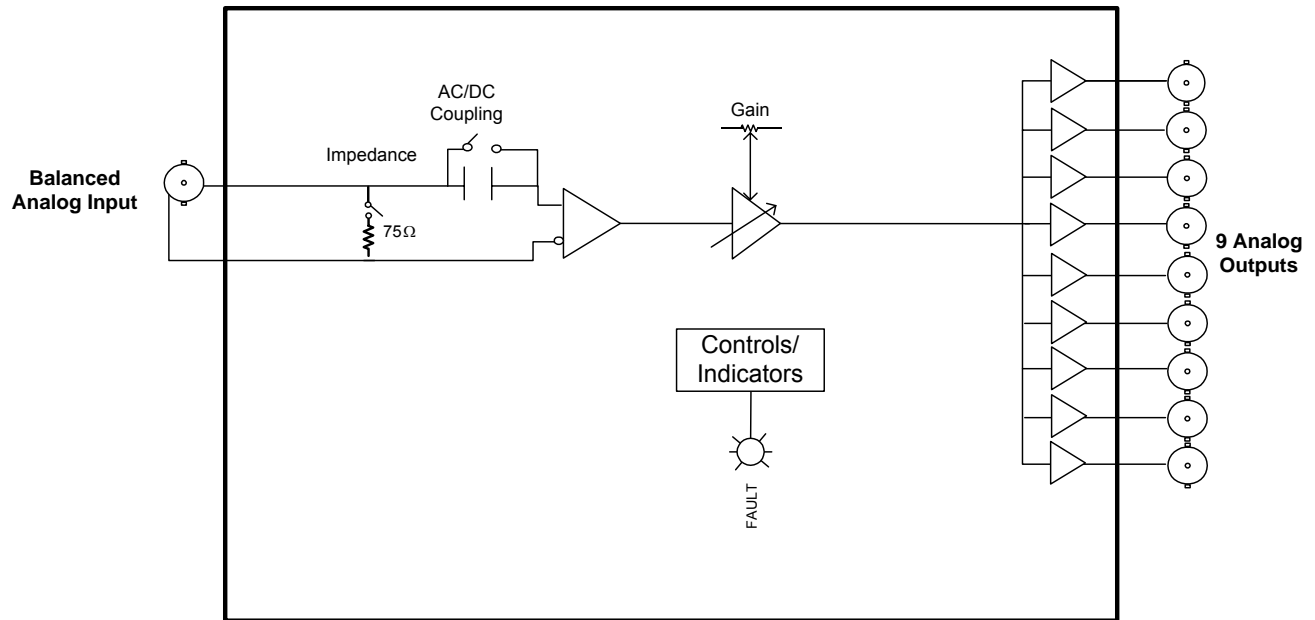 AC/DC
Coupling
Gain
Impedance
Balanced
Analog Input
75Ω
9 Analog
Outputs
Controls/
Indicators
FAULT